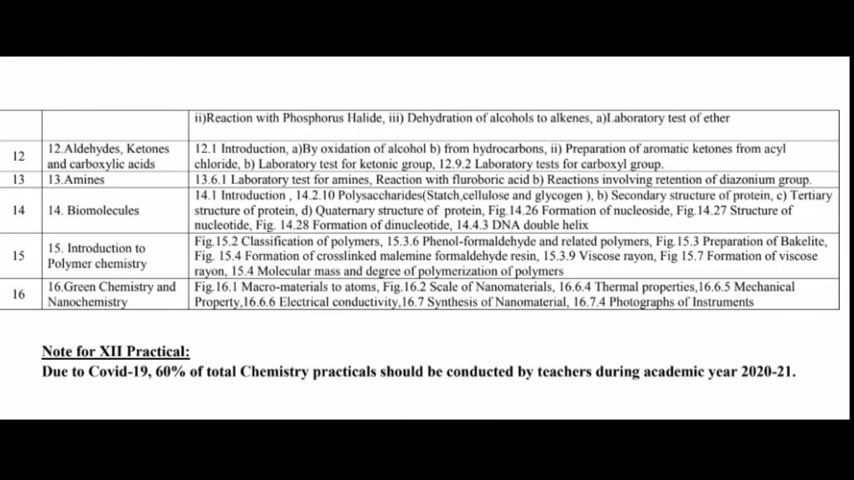 ii)Reaction with Phosphorus Halide, iii) Dehydration of alcohols to alkenes, a)Laboratory test of ether
12 12.Aldehydes, Ketones and carboxylic acids 12.1 Introduction, a)By oxidation of alcohol b) from hydrocarbons, ii) Preparation of aromatic ketones from acyl
chloride, b) Laboratory test for ketonic group, 12.9.2 Laboratory tests for carboxyl group.
13 13.Amines 13.6.1 Laboratory test for amines, Reaction with fluroboric acid b) Reactions involving retention of diazonium group.
14 14. Biomolecules 14.1 Introduction , 14.2.10 Polysaccharides(Statch,cellulose and glycogen ), b) Secondary structure of protein, c) Tertiary
structure of protein, d) Quaternary structure of protein, Fig.14.26 Formation of nucleoside, Fig.14.27 Structure of
nucleotide, Fig. 14.28 Formation of dinucleotide, 14.4.3 DNA double helix
15 15. Introduction to Polymer chemistry Fig.15.2 Classification of polymers, 15.3.6 Phenol-formaldehyde and related polymers, Fig.15.3 Preparation of Bakelite,
Fig. 15.4 Formation of crosslinked malemine formaldehyde resin, 15.3.9 Viscose rayon, Fig 15.7 Formation of viscose
rayon, 15.4 Molecular mass and degree of polymerization of polymers
16 16.Green Chemistry and Nanochemistry Fig.16.1 Macro-materials to atoms, Fig.16.2 Scale of Nanomaterials, 16.6.4 Thermal properties,16.6.5 Mechanical
Property,16.6.6 Electrical conductivity,16.7 Synthesis of Nanomaterial, 16.7.4 Photographs of Instruments
Note for XII Practical:
Due to Covid-19, 60% of total Chemistry practicals should be conducted by teachers during academic year 2020-21.